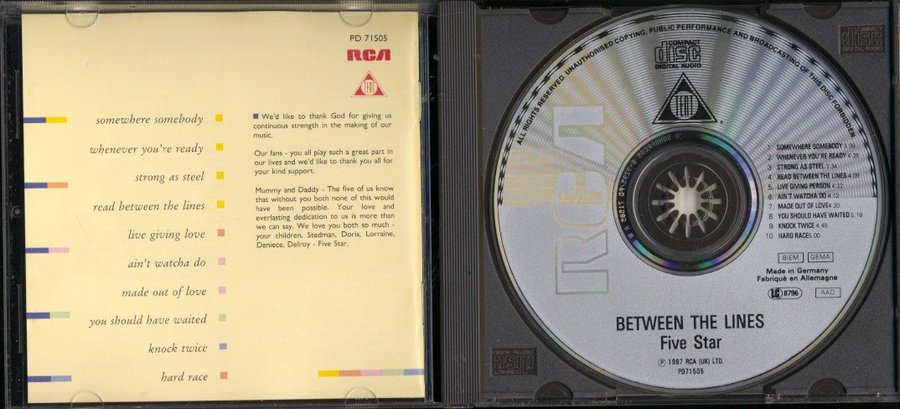 PD 71505
RCA
TENT
somewhere somebody
whenever you're ready
strong as steel
read between the lines
live giving love
ain't watcha do
made out of love
you should have waited
knock twice
hard race
We'd like to thank God for giving us
continuous strength in the making of our
music.
Our fans - you all play such a great part in
our lives and we'd like to thank you all for
your kind support.
Mummy and Daddy - The five of us know
that without you both none of this would
have been possible. Your love and
everlasting dedication to us is more than
we can say. We love you both so much -
your children, Stedman, Doris, Lorraine,
Deniece, Delroy - Five Star.
ALL RIGHTS RESERVED. UNAUTHORISED COPYING, PUBLIC PERFORMANCE AND BROADCASTING OF THIS DISC FORBIDDEN
COMPACT
disc
DIGITAL AUDIO
TENT
RCA
1. SOMEWHERE SOMEBODY
2. WHENEVER YOU'RE READY 4:26
3. STRONG AS STEEL
4. READ BETWEEN THE LINES 4:09
5. LIVE GIVING PERSON 4:22
6. AIN'T WATCHA DO
7. MADE OUT OF LOVE 4:20
8. YOU SHOULD HAVE WAITED 5:19
9. KNOCK TWICE 4:43
10. HARD RACE
BIEM GEMA
Made in Germany
Fabriqué en Allemagne
LC 8796 AAD
BETWEEN THE LINES
Five Star
Ⓟ 1987 RCA (UK) LTD.
PD71505